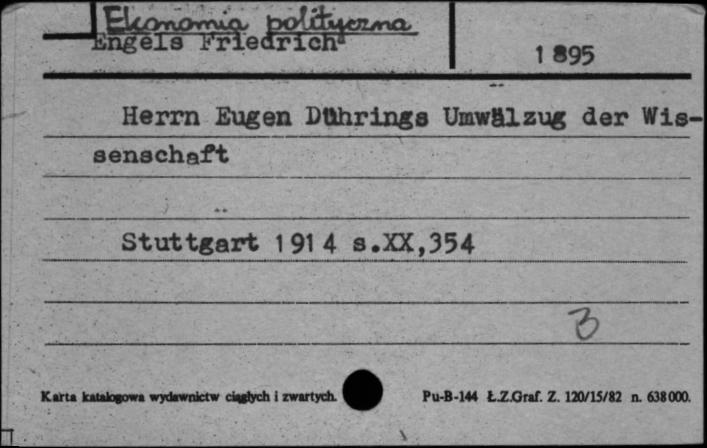 Ekonomia polityczna
Engels Friedrich
1895
Herrn Eugen Dührings Umwälzug der Wis-
senschaft
Stuttgart 1914 s.XX,354
B
Karta katalogowa wydawnictw ciągłych i zwartych.
Pu-B-144 Ł.Z.Graf. Z. 120/15/82 n. 638000.